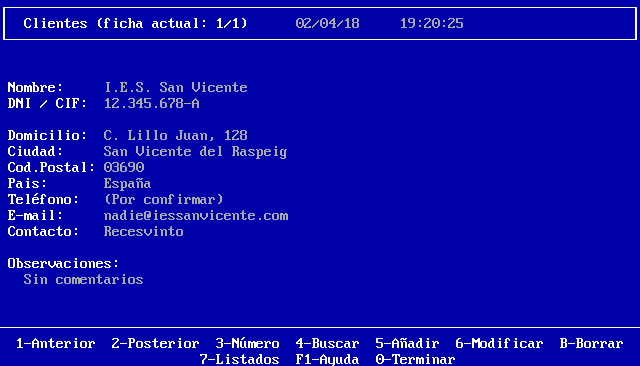 Clientes (ficha actual: 1/1) 02/04/18 19:20:25
Nombre: I.E.S. San Vicente
DNI / CIF: 12.345.678-A
Domicilio: C. Lillo Juan, 128
Ciudad: San Vicente del Raspeig
Cod.Postal: 03690
Pais: España
Teléfono: (Por confirmar)
E-mail: nadie@iessanvicente.com
Contacto: Recesvinto
Observaciones:
Sin comentarios
1-Anterior 2-Posterior 3-Número 4-Buscar 5-Añadir 6-Modificar B-Borrar
7-Listados F1-Ayuda 0-Terminar